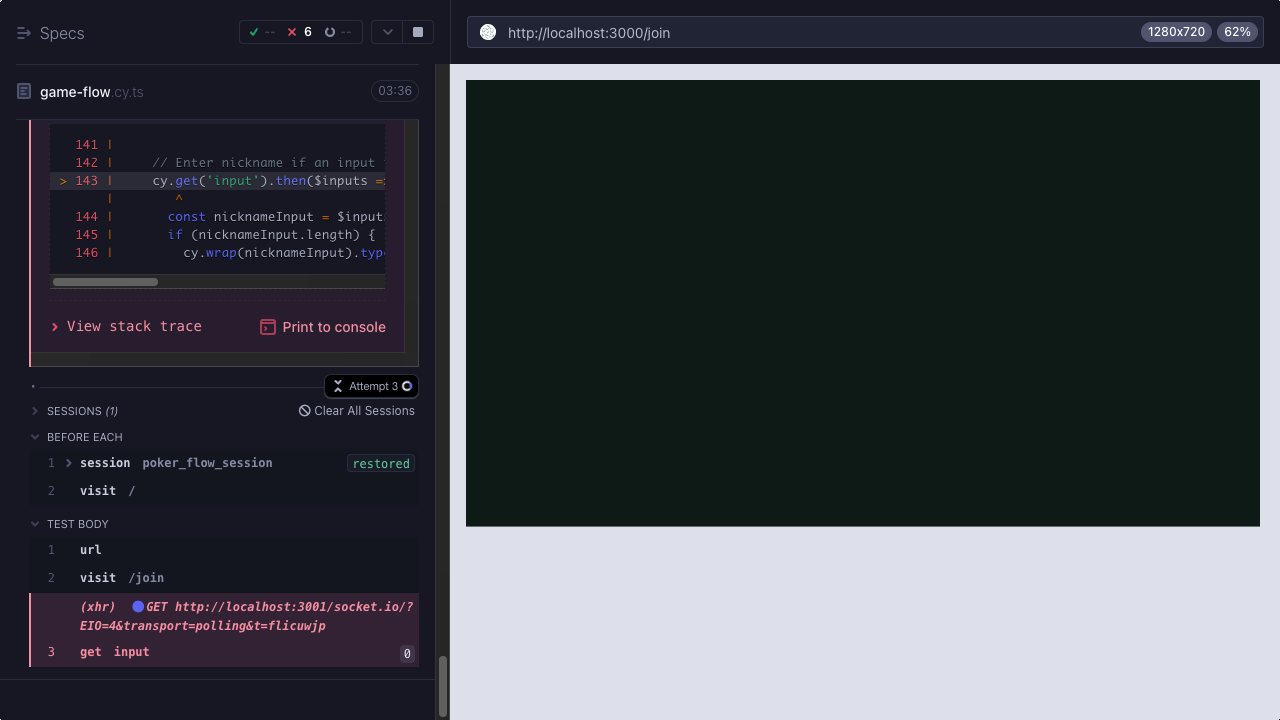 Specs
-- 6 --
http://localhost:3000/join
1280x720
62%
game-flow.cy.ts
03:36
141 |
142 | // Enter nickname if an input
> 143 | cy.get('input').then($inputs =>
| ^
144 | const nicknameInput = $input
145 | if (nicknameInput.length) {
146 | cy.wrap(nicknameInput).type
View stack trace
Print to console
Attempt 3
SESSIONS (1)
Clear All Sessions
BEFORE EACH
1 session poker_flow_session restored
2 visit /
TEST BODY
1 url
2 visit /join
(xhr) GET http://localhost:3001/socket.io/?
EIO=4&transport=polling&t=flicuwjp
3 get input 0